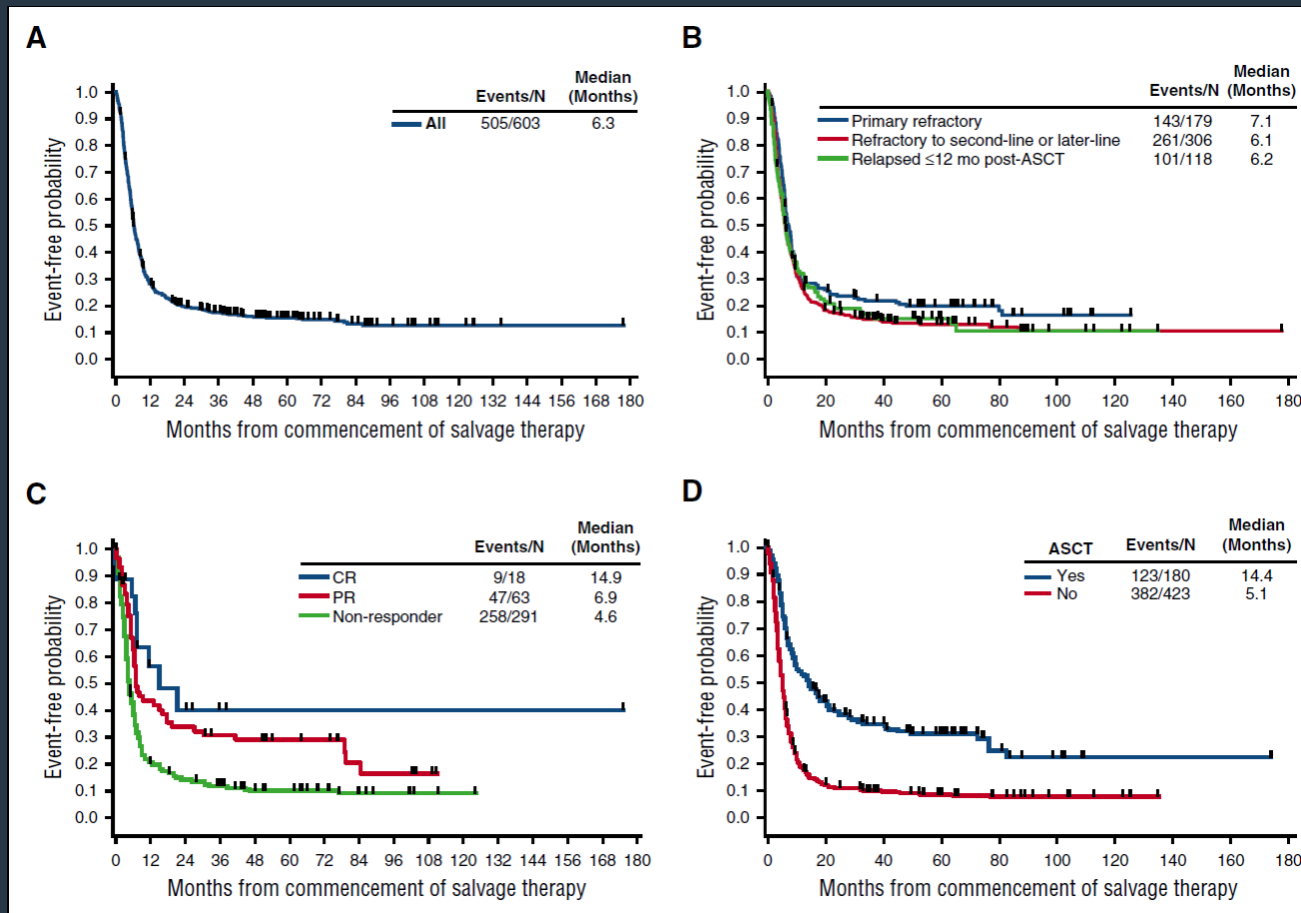 A
Median
Events/N (Months)
All 505/603 6.3
1.0
0.9
0.8
0.7
0.6
0.5
0.4
0.3
0.2
0.1
0.0
Event-free probability
0 12 24 36 48 60 72 84 96 108 120 132 144 156 168 180
Months from commencement of salvage therapy
B
Median
Events/N (Months)
Primary refractory 143/179 7.1
Refractory to second-line or later-line 261/306 6.1
Relapsed ≤12 mo post-ASCT 101/118 6.2
1.0
0.9
0.8
0.7
0.6
0.5
0.4
0.3
0.2
0.1
0.0
Event-free probability
0 20 40 60 80 100 120 140 160 180
Months from commencement of salvage therapy
C
Median
Events/N (Months)
CR 9/18 14.9
PR 47/63 6.9
Non-responder 258/291 4.6
1.0
0.9
0.8
0.7
0.6
0.5
0.4
0.3
0.2
0.1
0.0
Event-free probability
0 12 24 36 48 60 72 84 96 108 120 132 144 156 168 180
Months from commencement of salvage therapy
D
Median
ASCT Events/N (Months)
Yes 123/180 14.4
No 382/423 5.1
1.0
0.9
0.8
0.7
0.6
0.5
0.4
0.3
0.2
0.1
0.0
Event-free probability
0 20 40 60 80 100 120 140 160 180
Months from commencement of salvage therapy